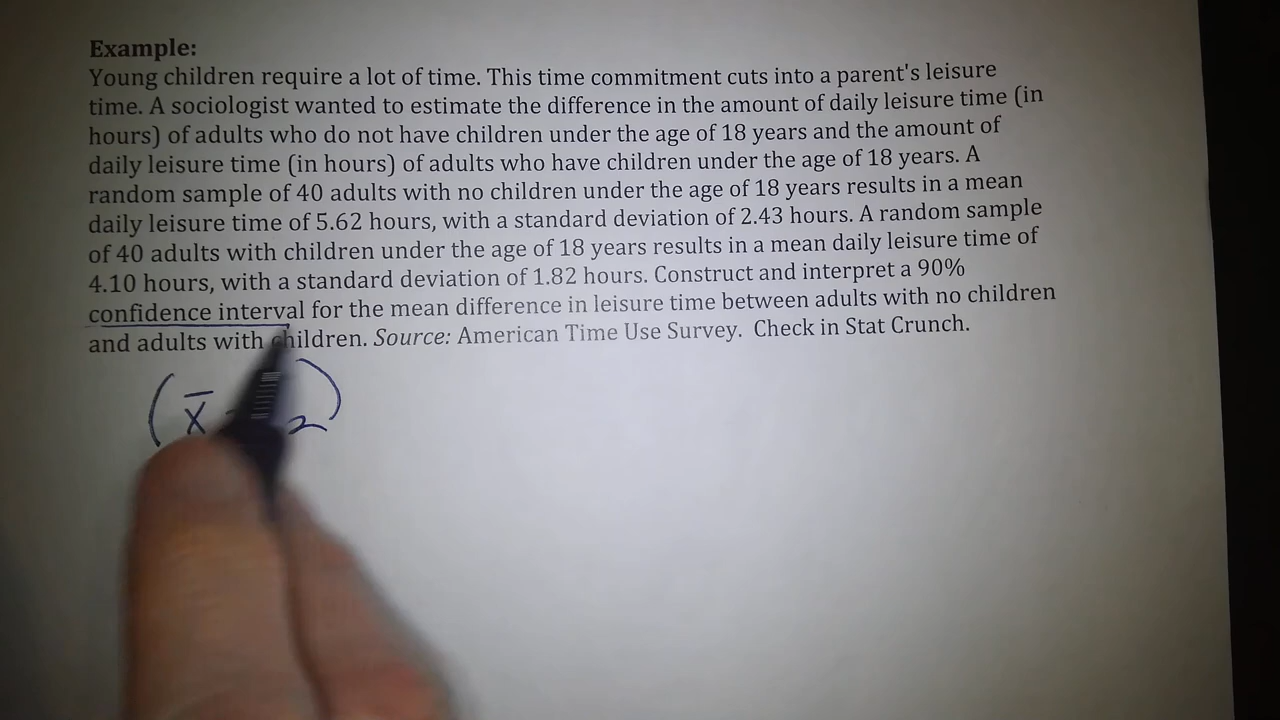 Example:
Young children require a lot of time. This time commitment cuts into a parent's leisure
time. A sociologist wanted to estimate the difference in the amount of daily leisure time (in
hours) of adults who do not have children under the age of 18 years and the amount of
daily leisure time (in hours) of adults who have children under the age of 18 years. A
random sample of 40 adults with no children under the age of 18 years results in a mean
daily leisure time of 5.62 hours, with a standard deviation of 2.43 hours. A random sample
of 40 adults with children under the age of 18 years results in a mean daily leisure time of
4.10 hours, with a standard deviation of 1.82 hours. Construct and interpret a 90%
confidence interval for the mean difference in leisure time between adults with no children
and adults with children. Source: American Time Use Survey. Check in Stat Crunch.
(x̄ 2)